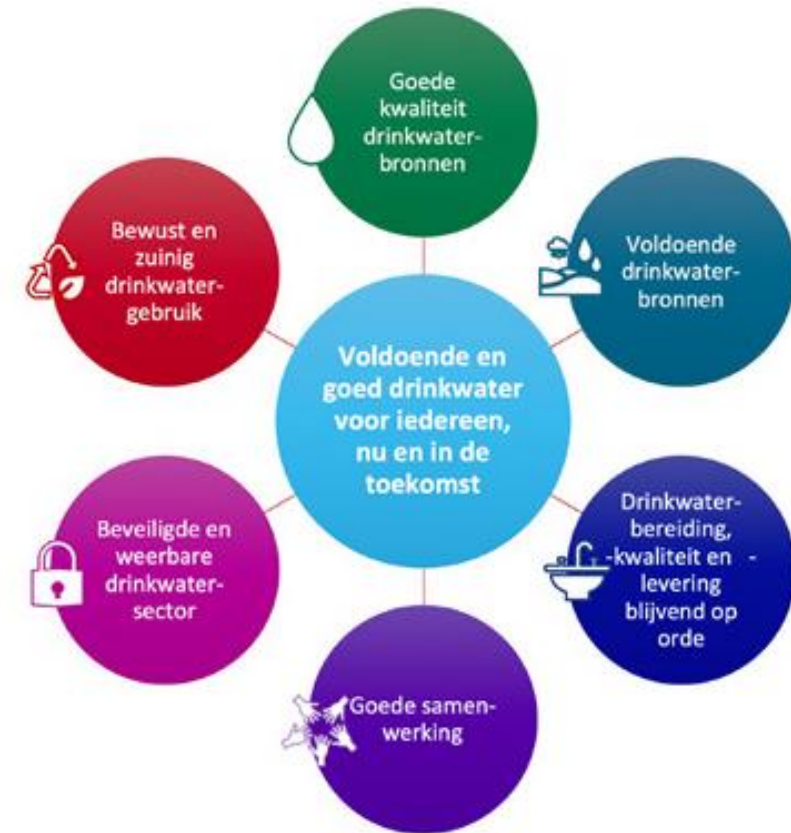 Goede
kwaliteit
drinkwater-
bronnen
Voldoende
drinkwater-
bronnen
Drinkwater-
bereiding,
-kwaliteit en -
levering
blijvend op
orde
Goede samen-
werking
Beveiligde en
weerbare
drinkwater-
sector
Bewust en
zuinig
drinkwater-
gebruik
Voldoende en
goed drinkwater
voor iedereen,
nu en in de
toekomst